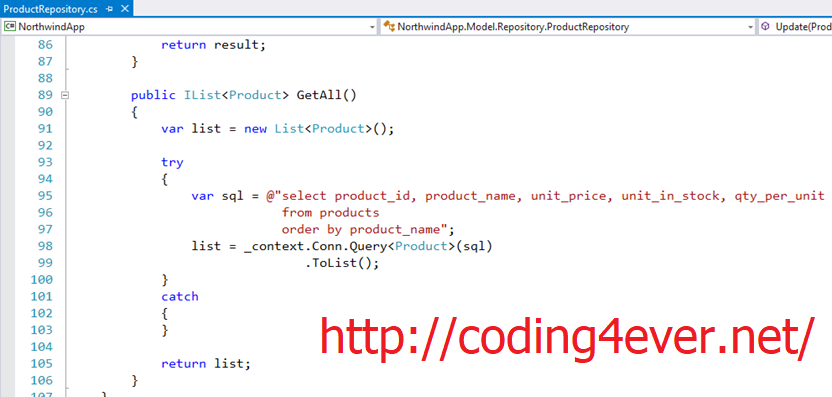 ProductRepository.cs
NorthwindApp NorthwindApp.Model.Repository.ProductRepository Update(Prod
86 return result;
87 }
88
89 public IList<Product> GetAll()
90 {
91 var list = new List<Product>();
92
93 try
94 {
95 var sql = @"select product_id, product_name, unit_price, unit_in_stock, qty_per_unit
96 from products
97 order by product_name";
98 list = _context.Conn.Query<Product>(sql)
99 .ToList();
100 }
101 catch
102 {
103 }
104
105 return list;
106 }
107 }
http://coding4ever.net/